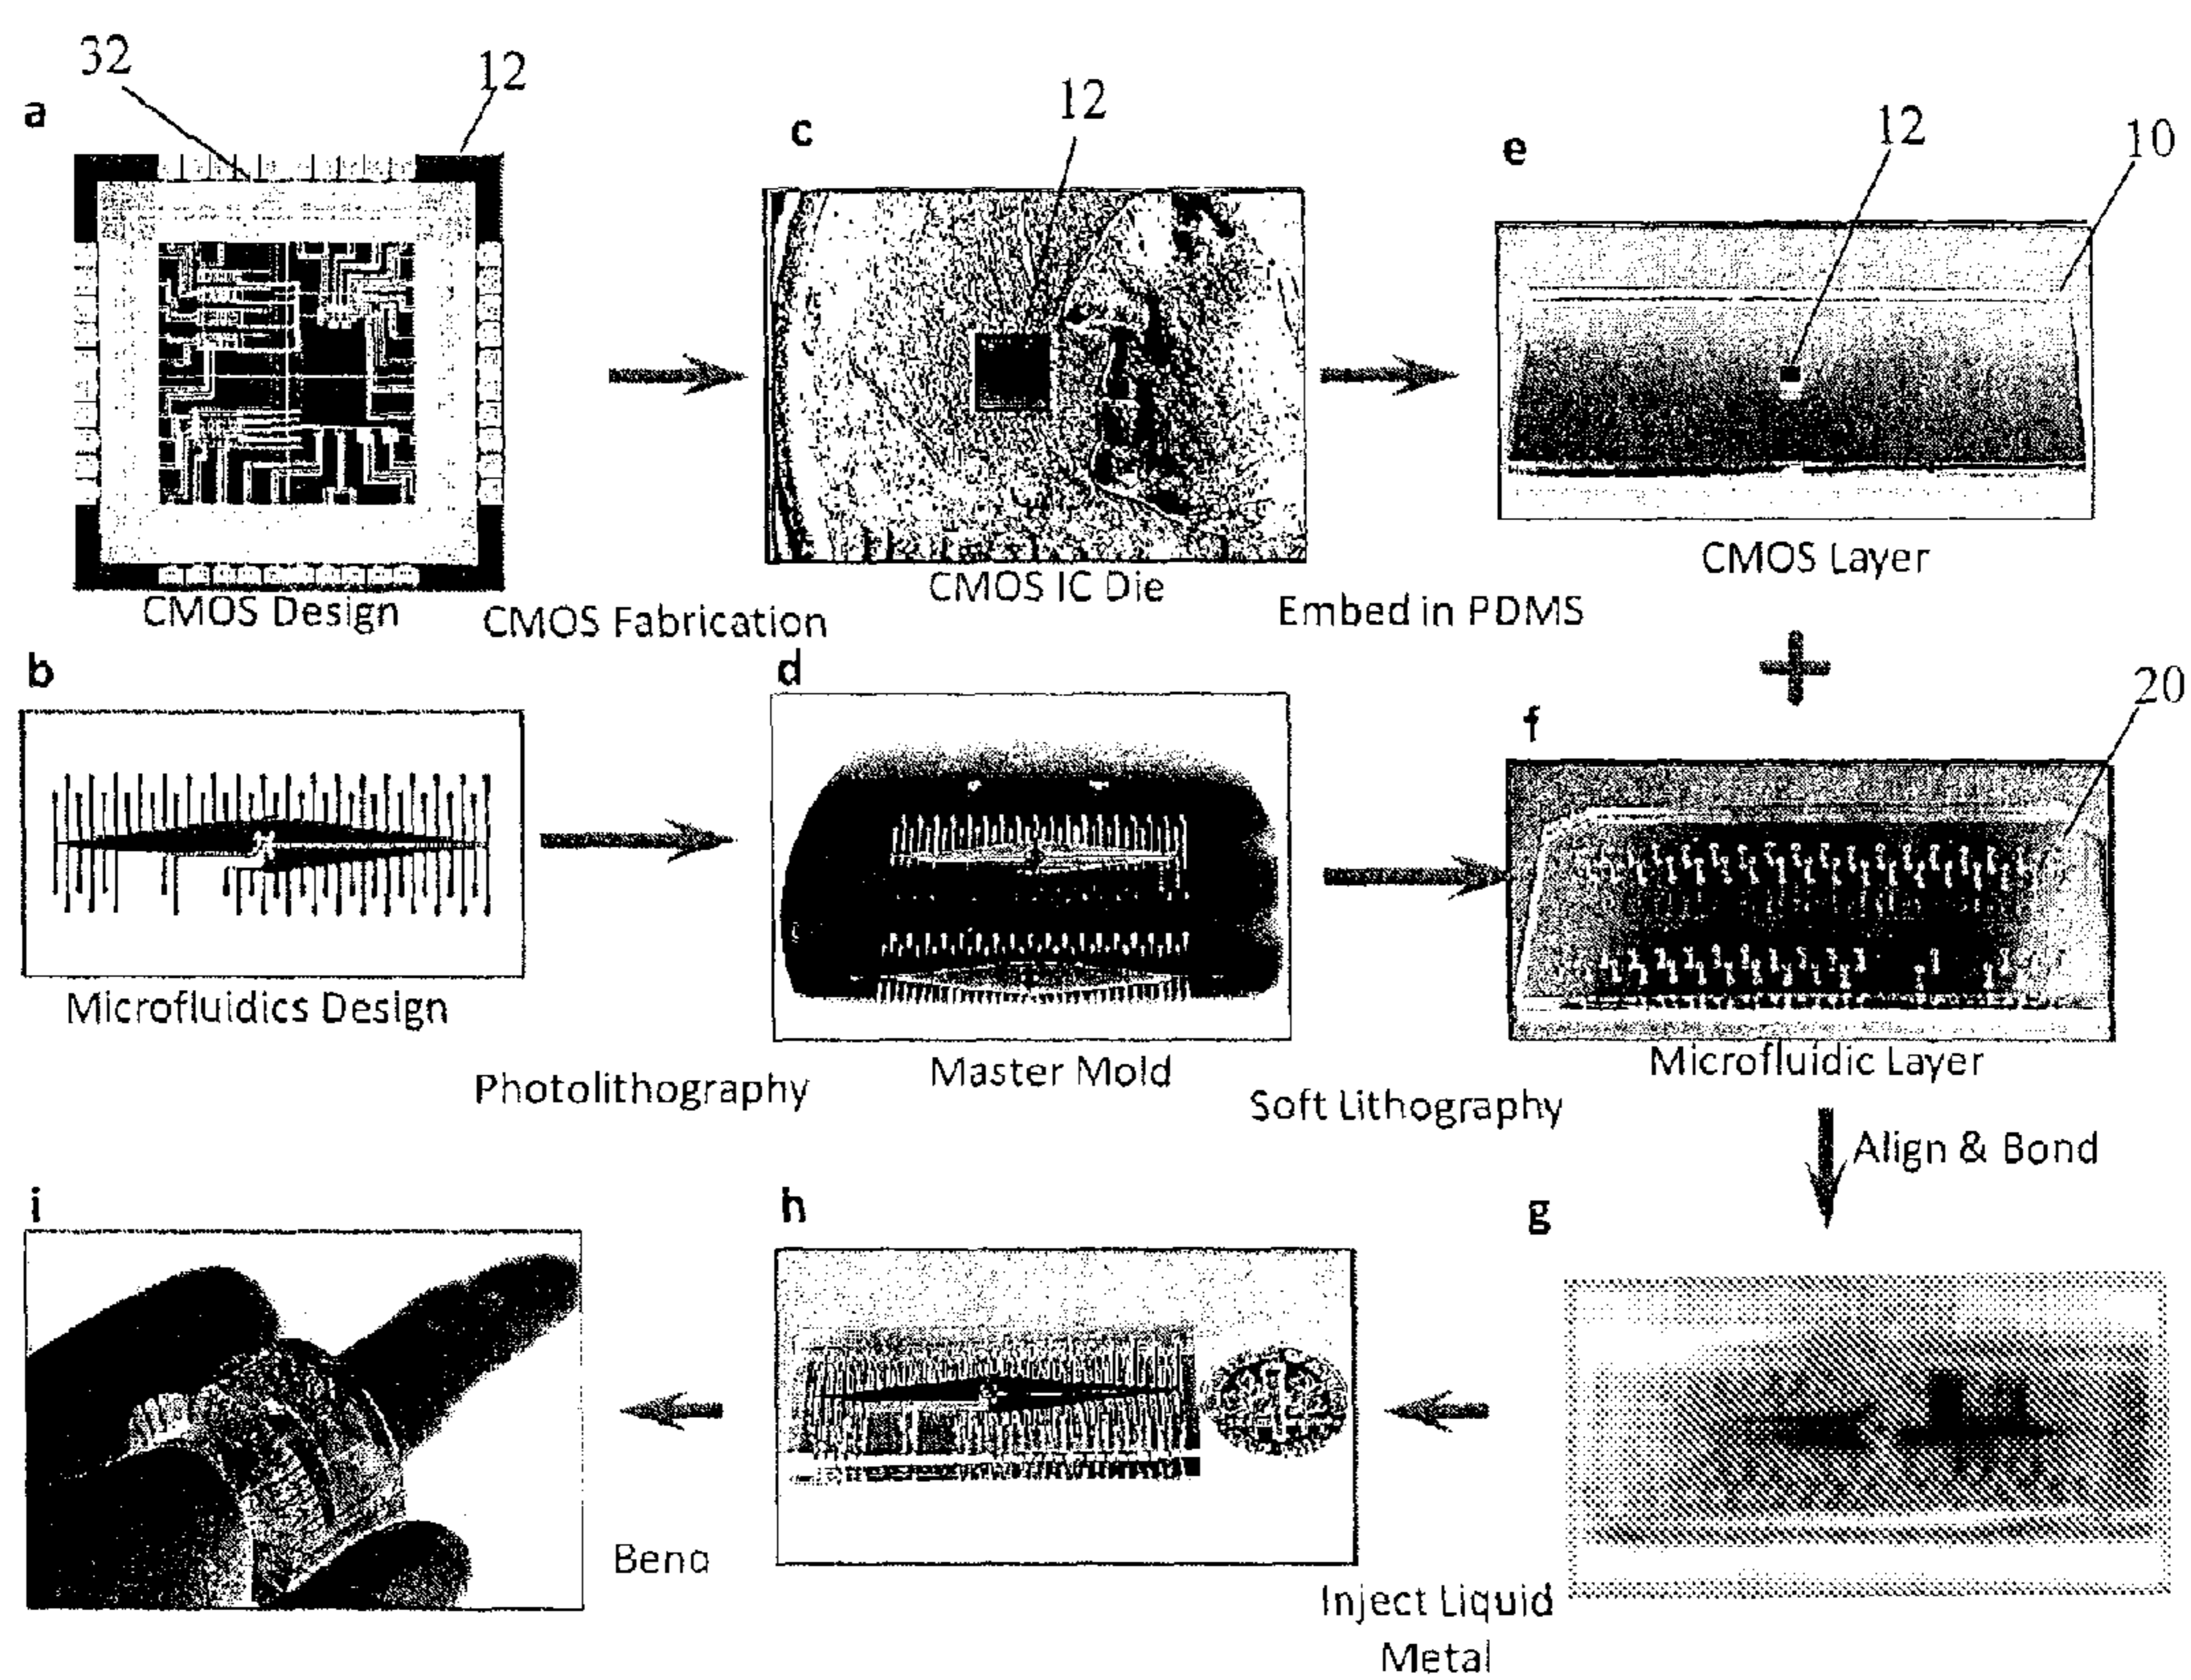 32
12
a
12
c
12
10
e
CMOS Design
CMOS Fabrication
CMOS IC Die
Embed in PDMS
CMOS Layer
+
b
d
20
f
Microfluidics Design
Photolithography
Master Mold
Soft Lithography
Microfluidic Layer
Align & Bond
i
h
g
Bend
Inject Liquid
Metal